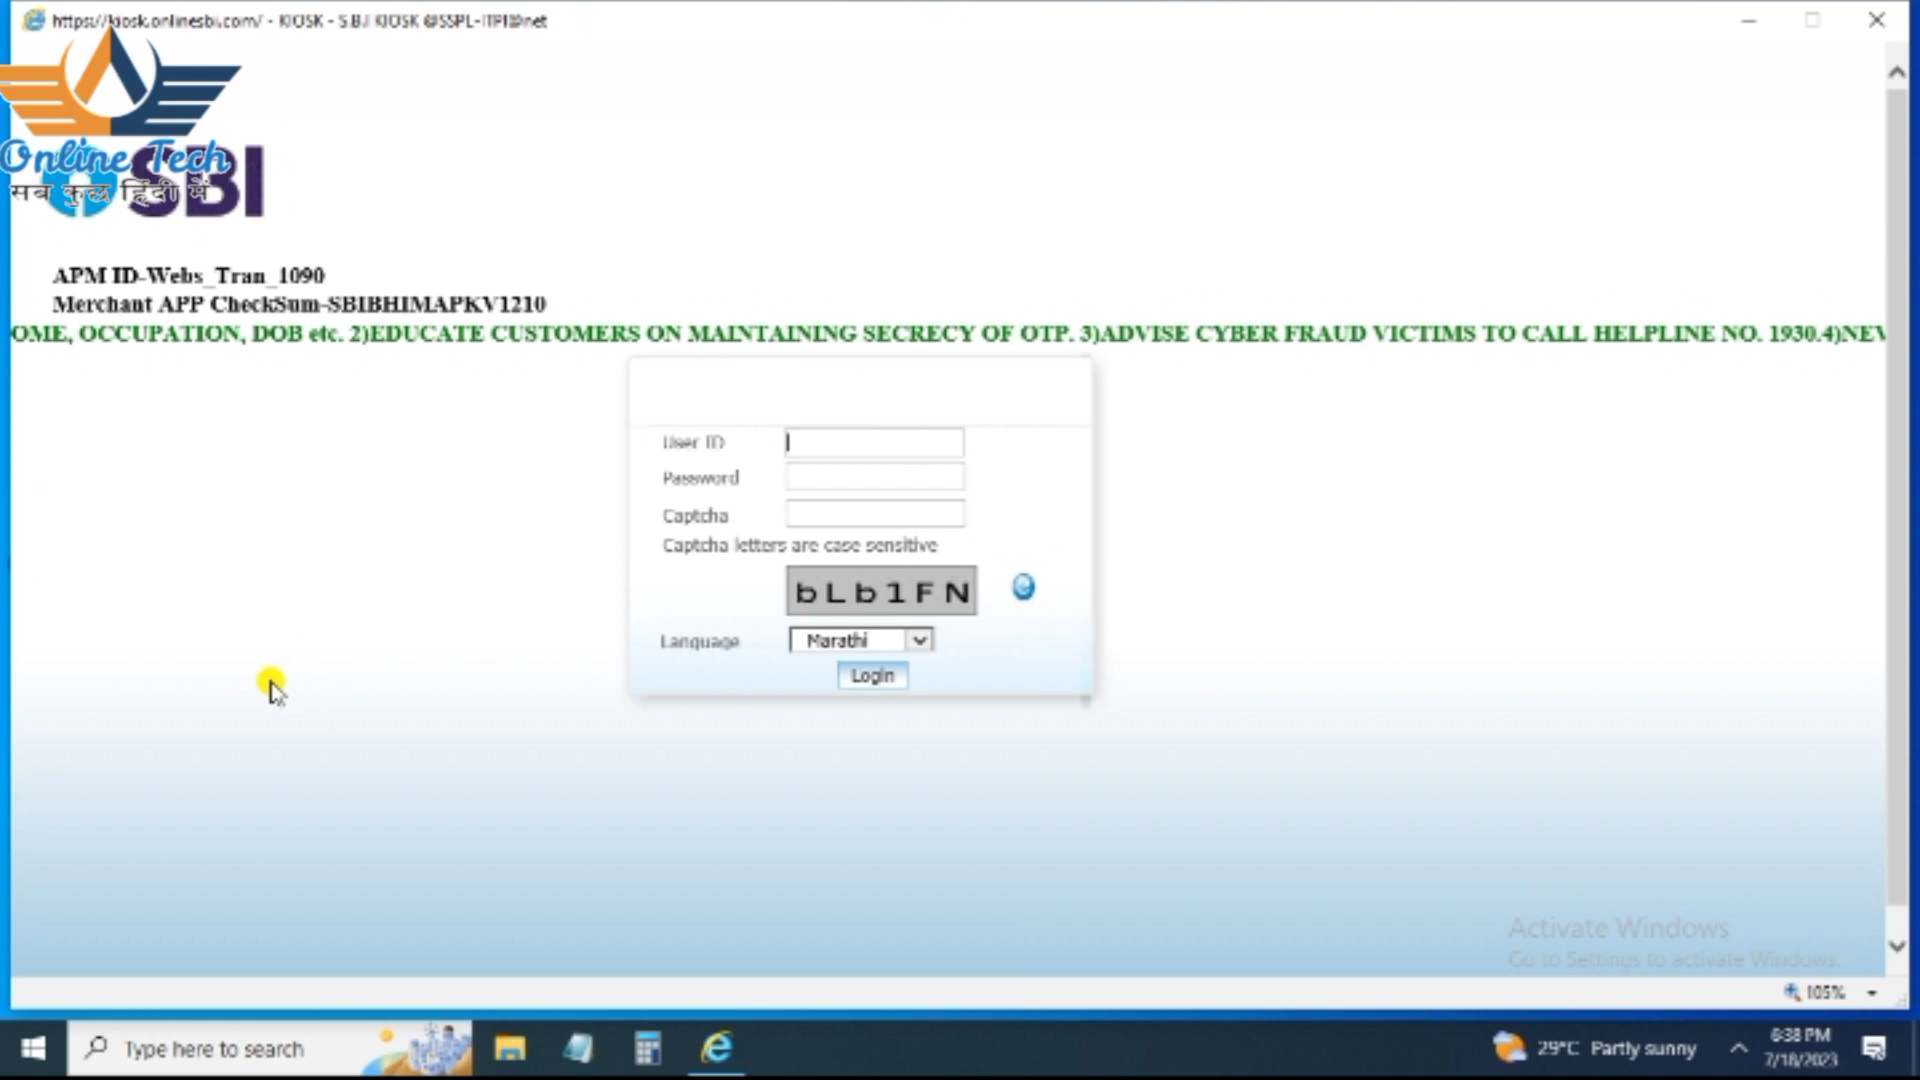 https://kiosk.onlinesbi.com/ - KIOSK - S.B.I KIOSK @SSPL-ITPI@net
Online Tech
सब कुछ हिंदी में
SBI
APM ID-Webs_Tran_1090
Merchant APP CheckSum-SBIBHIMAPKV1210
OME, OCCUPATION, DOB etc. 2)EDUCATE CUSTOMERS ON MAINTAINING SECRECY OF OTP. 3)ADVISE CYBER FRAUD VICTIMS TO CALL HELPLINE NO. 1930.4)NEV
User ID
Password
Captcha
Captcha letters are case sensitive
bLb1FN
Language Marathi
Login
Activate Windows
Go to Settings to activate Windows.
105%
Type here to search
29°C Partly sunny
6:38 PM
7/18/2023